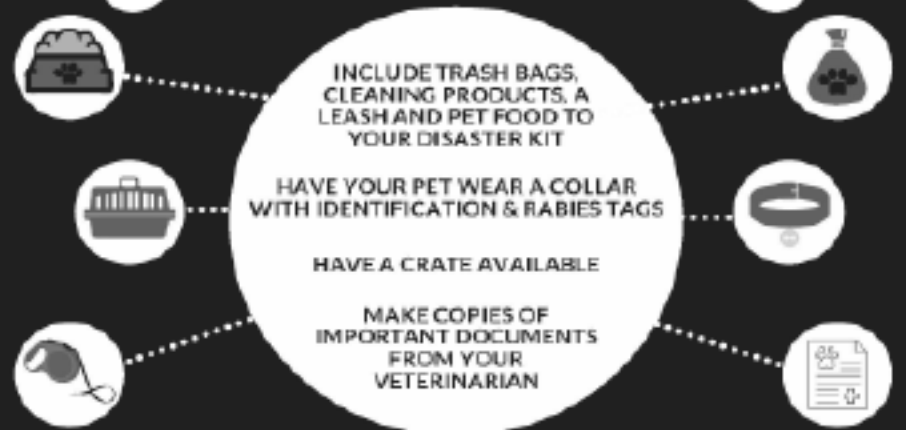 INCLUDE TRASH BAGS,
CLEANING PRODUCTS, A
LEASH AND PET FOOD TO
YOUR DISASTER KIT
HAVE YOUR PET WEAR A COLLAR
WITH IDENTIFICATION & RABIES TAGS
HAVE A CRATE AVAILABLE
MAKE COPIES OF
IMPORTANT DOCUMENTS
FROM YOUR
VETERINARIAN